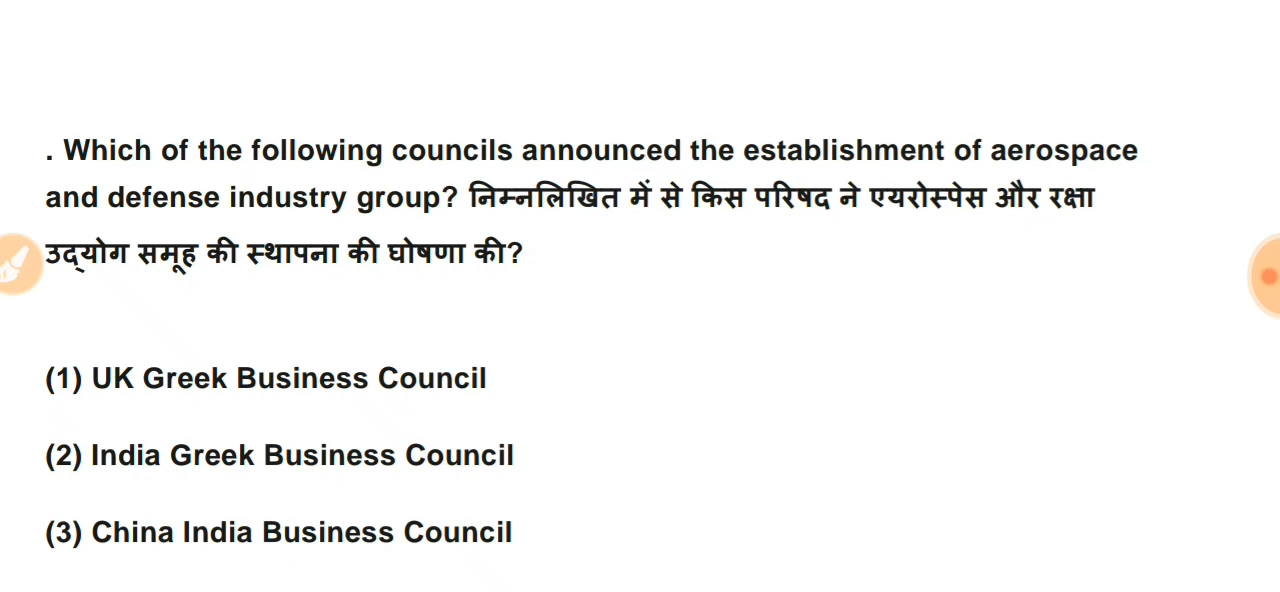 . Which of the following councils announced the establishment of aerospace
and defense industry group? निम्नलिखित में से किस परिषद ने एयरोस्पेस और रक्षा
उद्योग समूह की स्थापना की घोषणा की?
(1) UK Greek Business Council
(2) India Greek Business Council
(3) China India Business Council